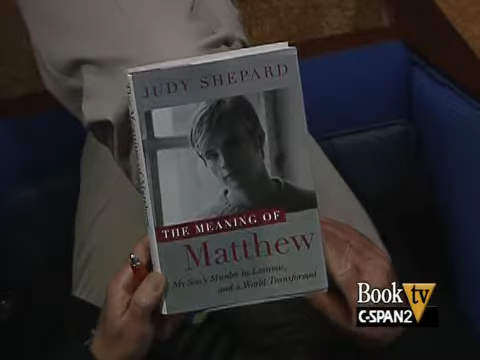 JUDY SHEPARD
THE MEANING OF
Matthew
My Son's Murder in Laramie,
and a World Transformed
Book tv
C-SPAN2